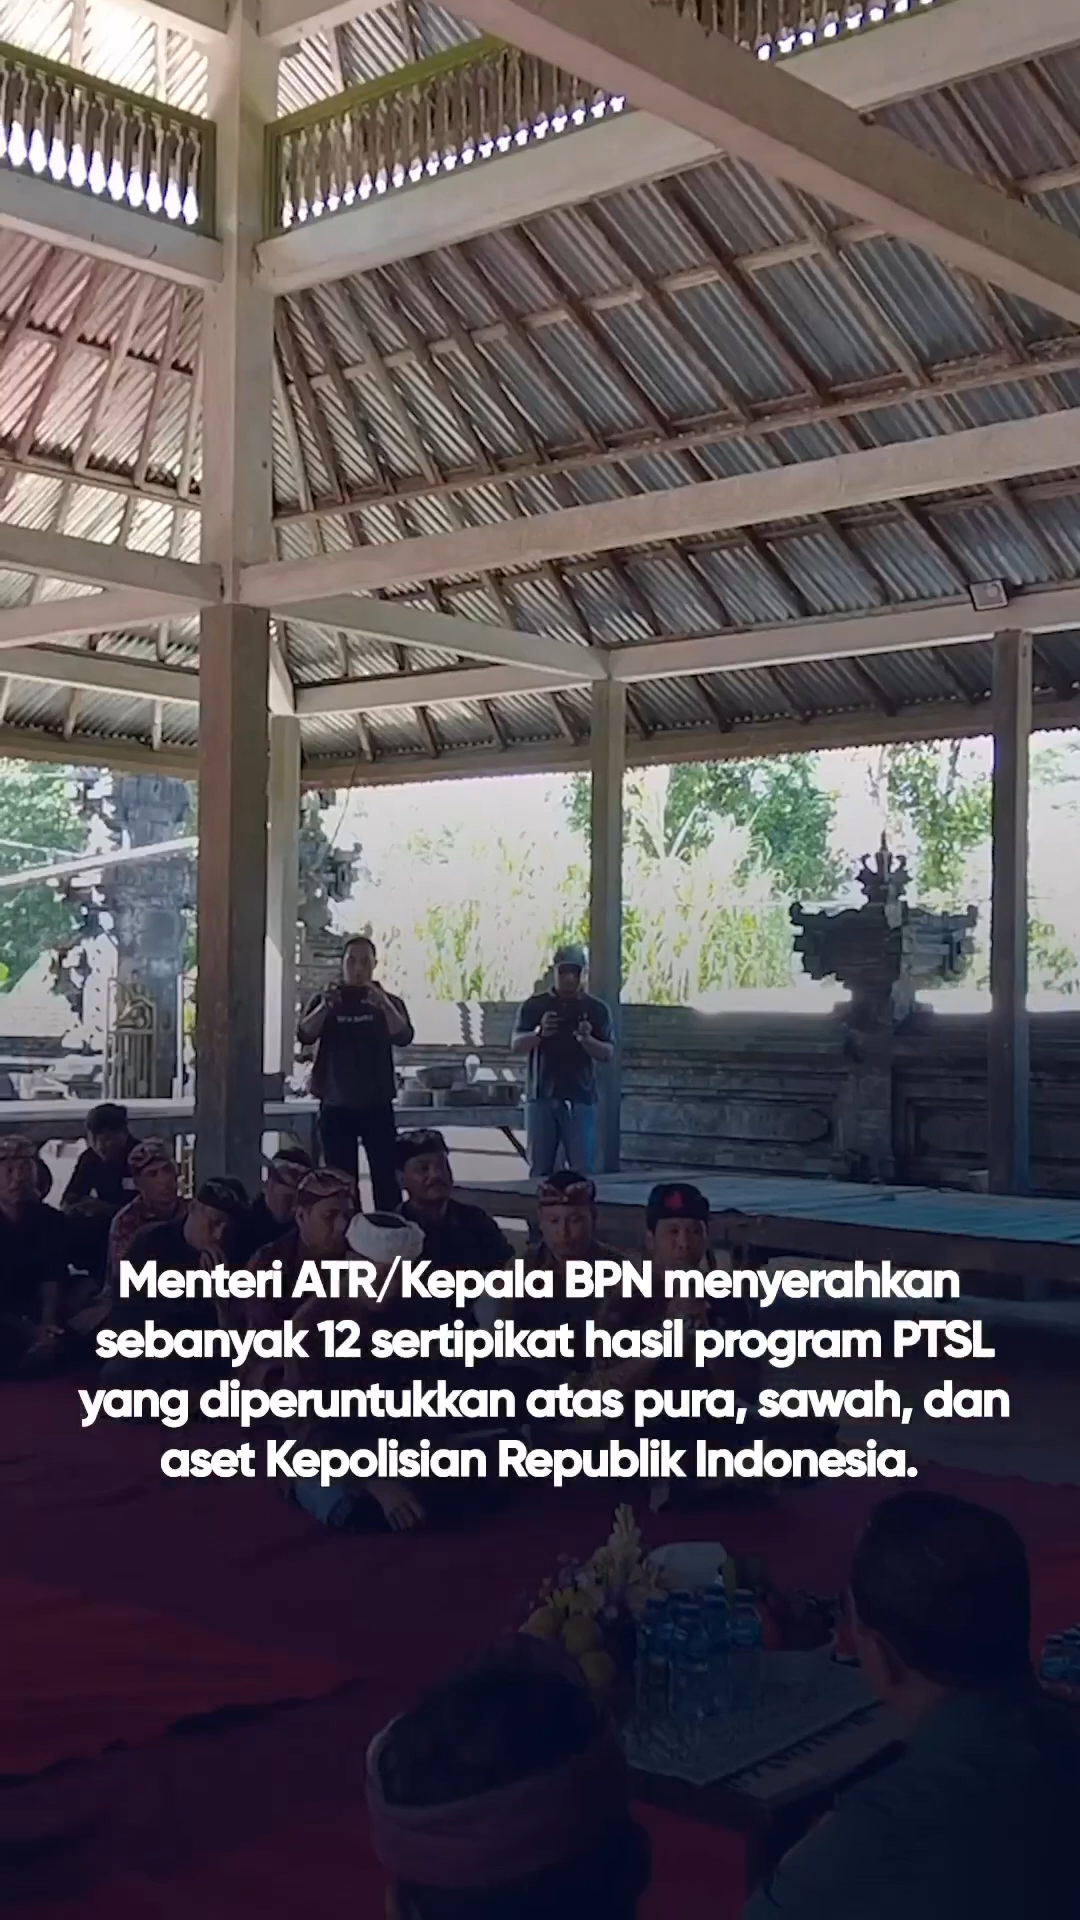 Menteri ATR/Kepala BPN menyerahkan
sebanyak 12 sertipikat hasil program PTSL
yang diperuntukkan atas pura, sawah, dan
aset Kepolisian Republik Indonesia.